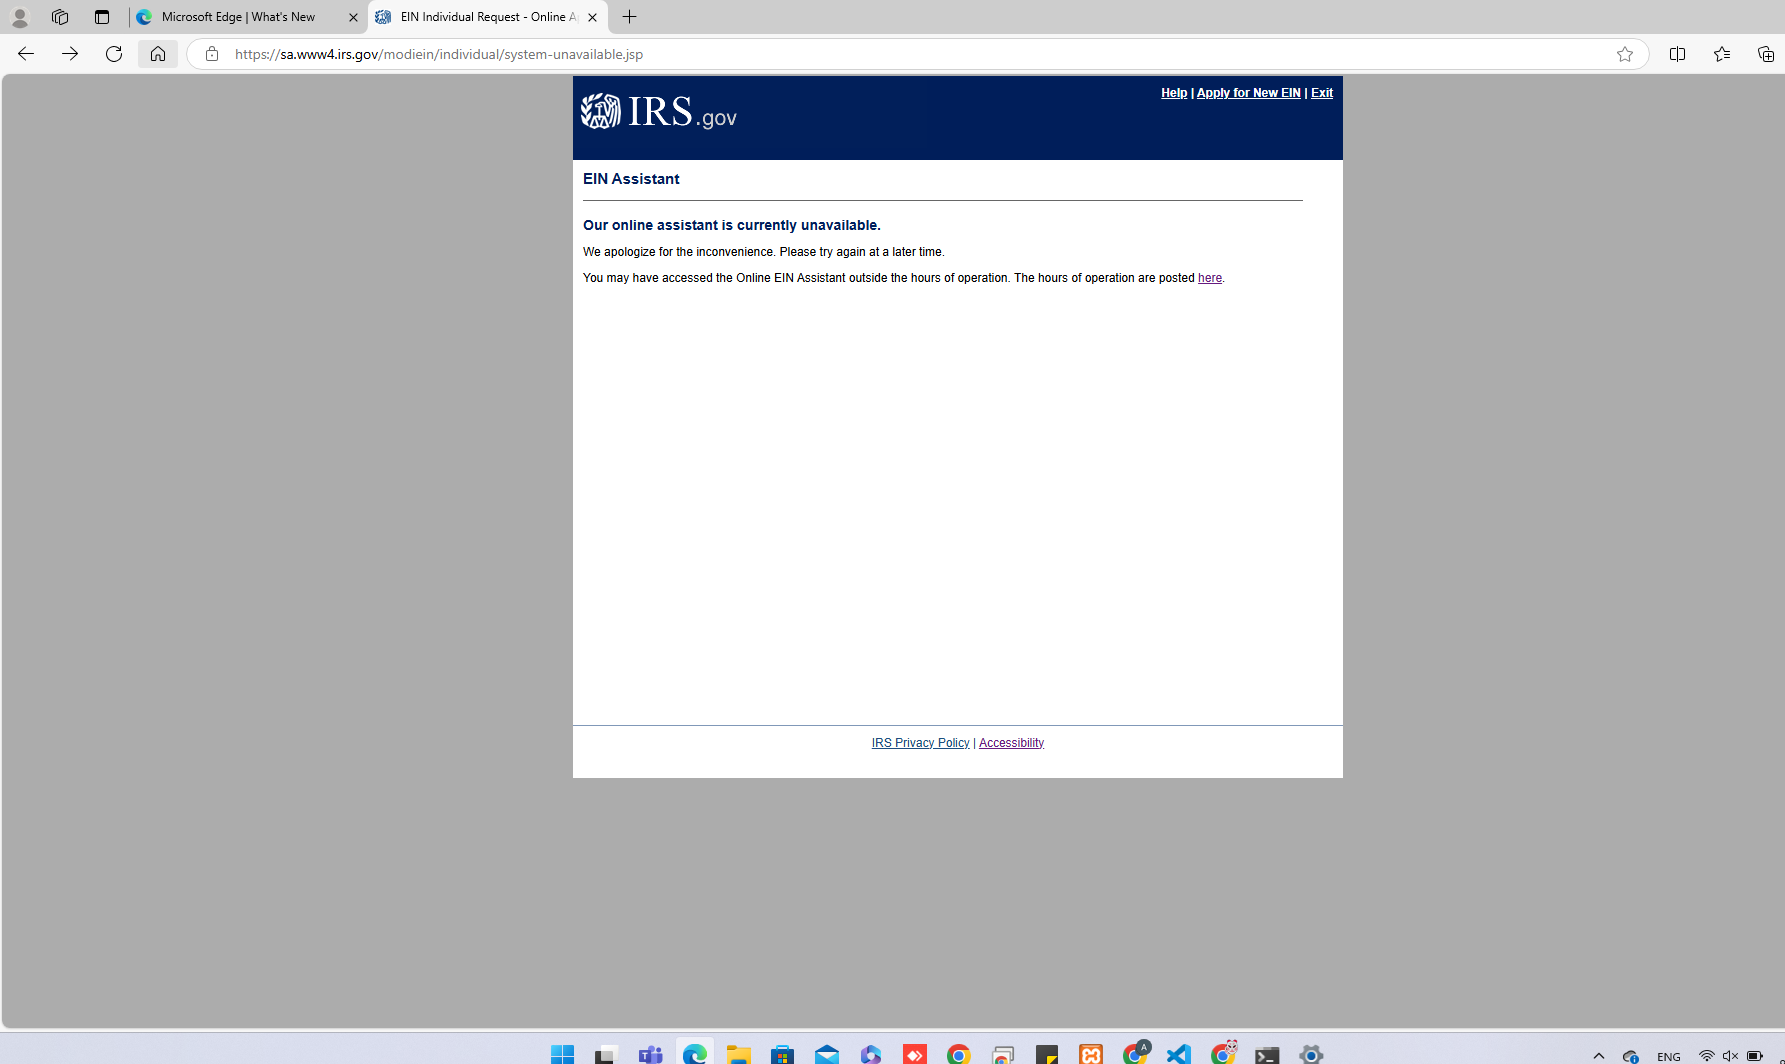 Microsoft Edge | What's New
EIN Individual Request - Online A
https://sa.www4.irs.gov/modiein/individual/system-unavailable.jsp
IRS.gov
Help | Apply for New EIN | Exit
EIN Assistant
Our online assistant is currently unavailable.
We apologize for the inconvenience. Please try again at a later time.
You may have accessed the Online EIN Assistant outside the hours of operation. The hours of operation are posted here.
IRS Privacy Policy | Accessibility
A
ENG